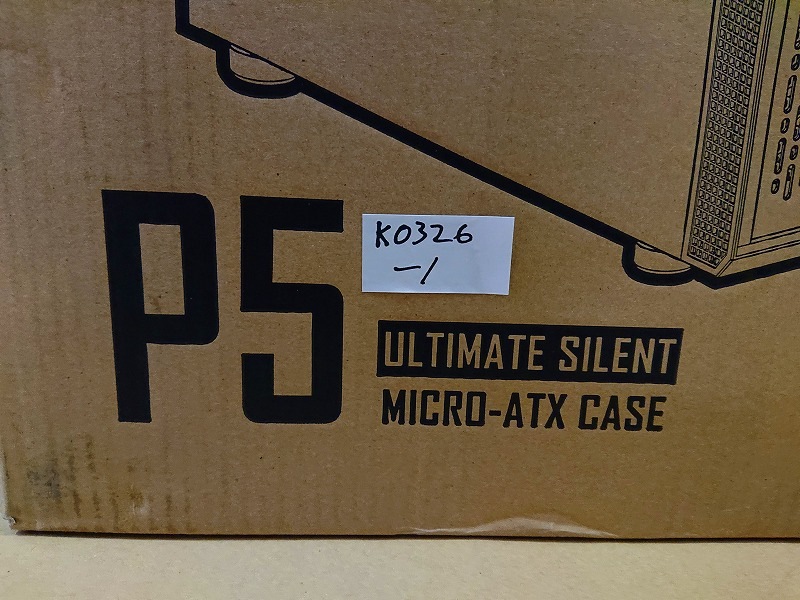 P5
K0326
-1
ULTIMATE SILENT
MICRO-ATX CASE